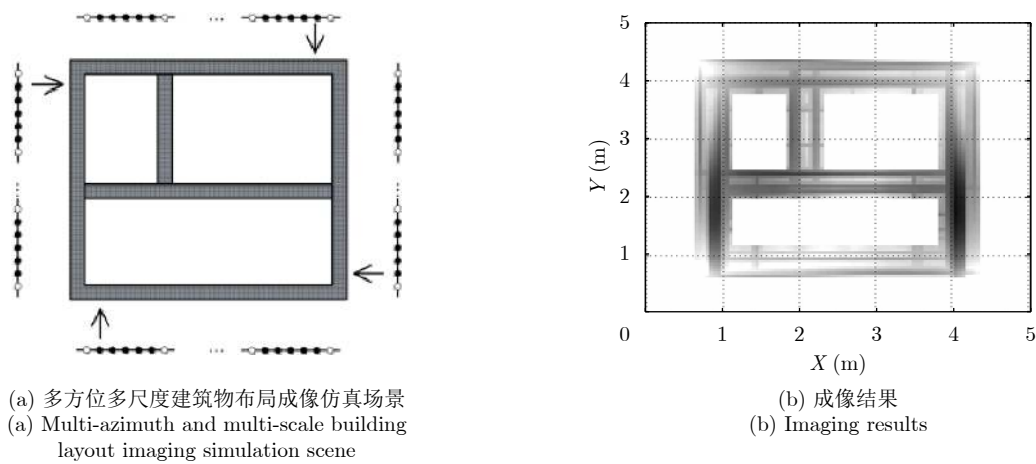 ...
...
...
...
5
4
3
2
1
0
1
2
3
4
5
Y (m)
X (m)
(a) 多方位多尺度建筑物布局成像仿真场景
(a) Multi-azimuth and multi-scale building
layout imaging simulation scene
(b) 成像结果
(b) Imaging results